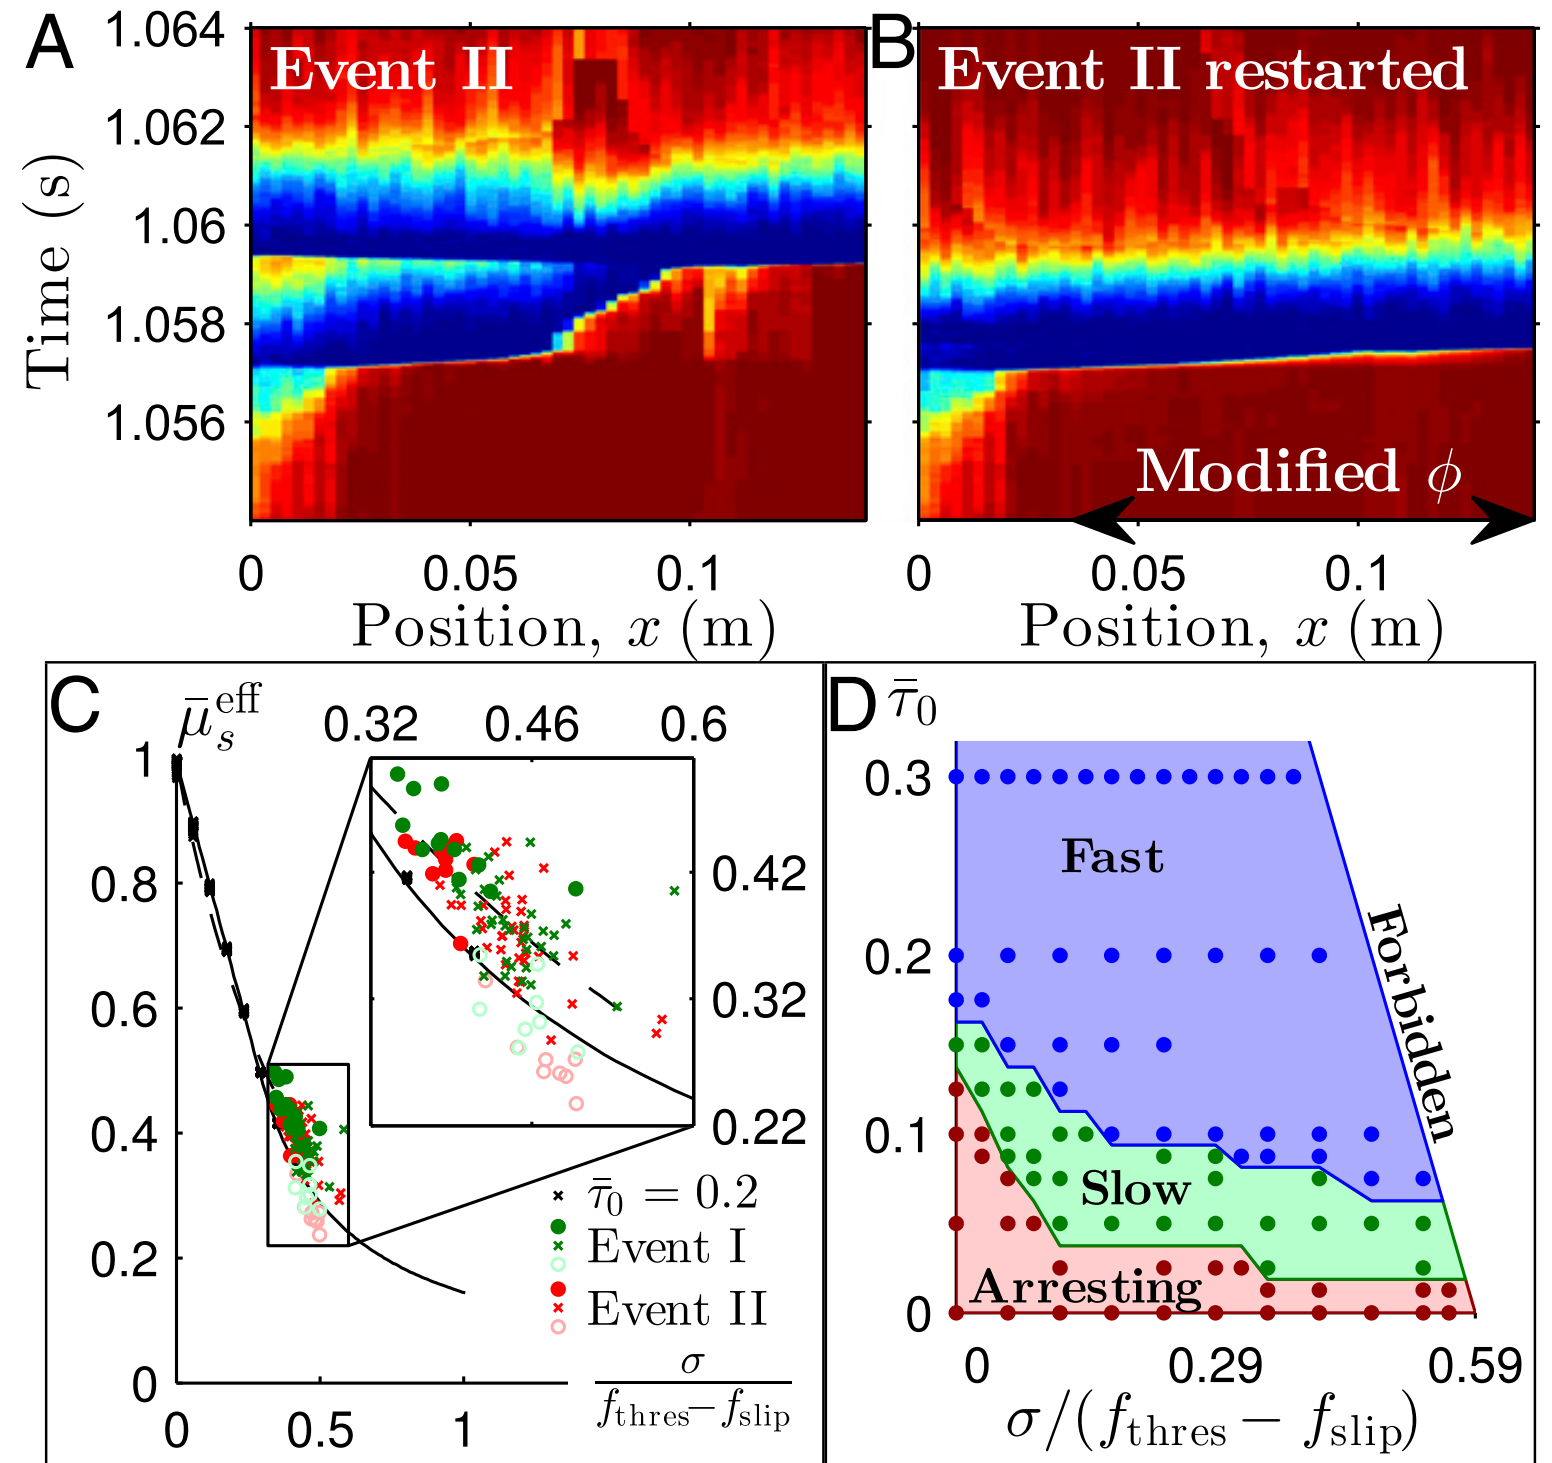 A
Event II
1.064
1.062
1.06
1.058
1.056
Time (s)
0 0.05 0.1
Position, x (m)
B
Event II restarted
Modified ϕ
0 0.05 0.1
Position, x (m)
C
μ̄ₛᵉᶠᶠ
0.32 0.46 0.6
1
0.8
0.6
0.4
0.2
0
0.42
0.32
0.22
τ̄₀ = 0.2
Event I
Event II
σ
f_thres − f_slip
0 0.5 1
D
τ̄₀
0.3
0.2
0.1
0
Fast
Forbidden
Slow
Arresting
0 0.29 0.59
σ/(f_thres − f_slip)